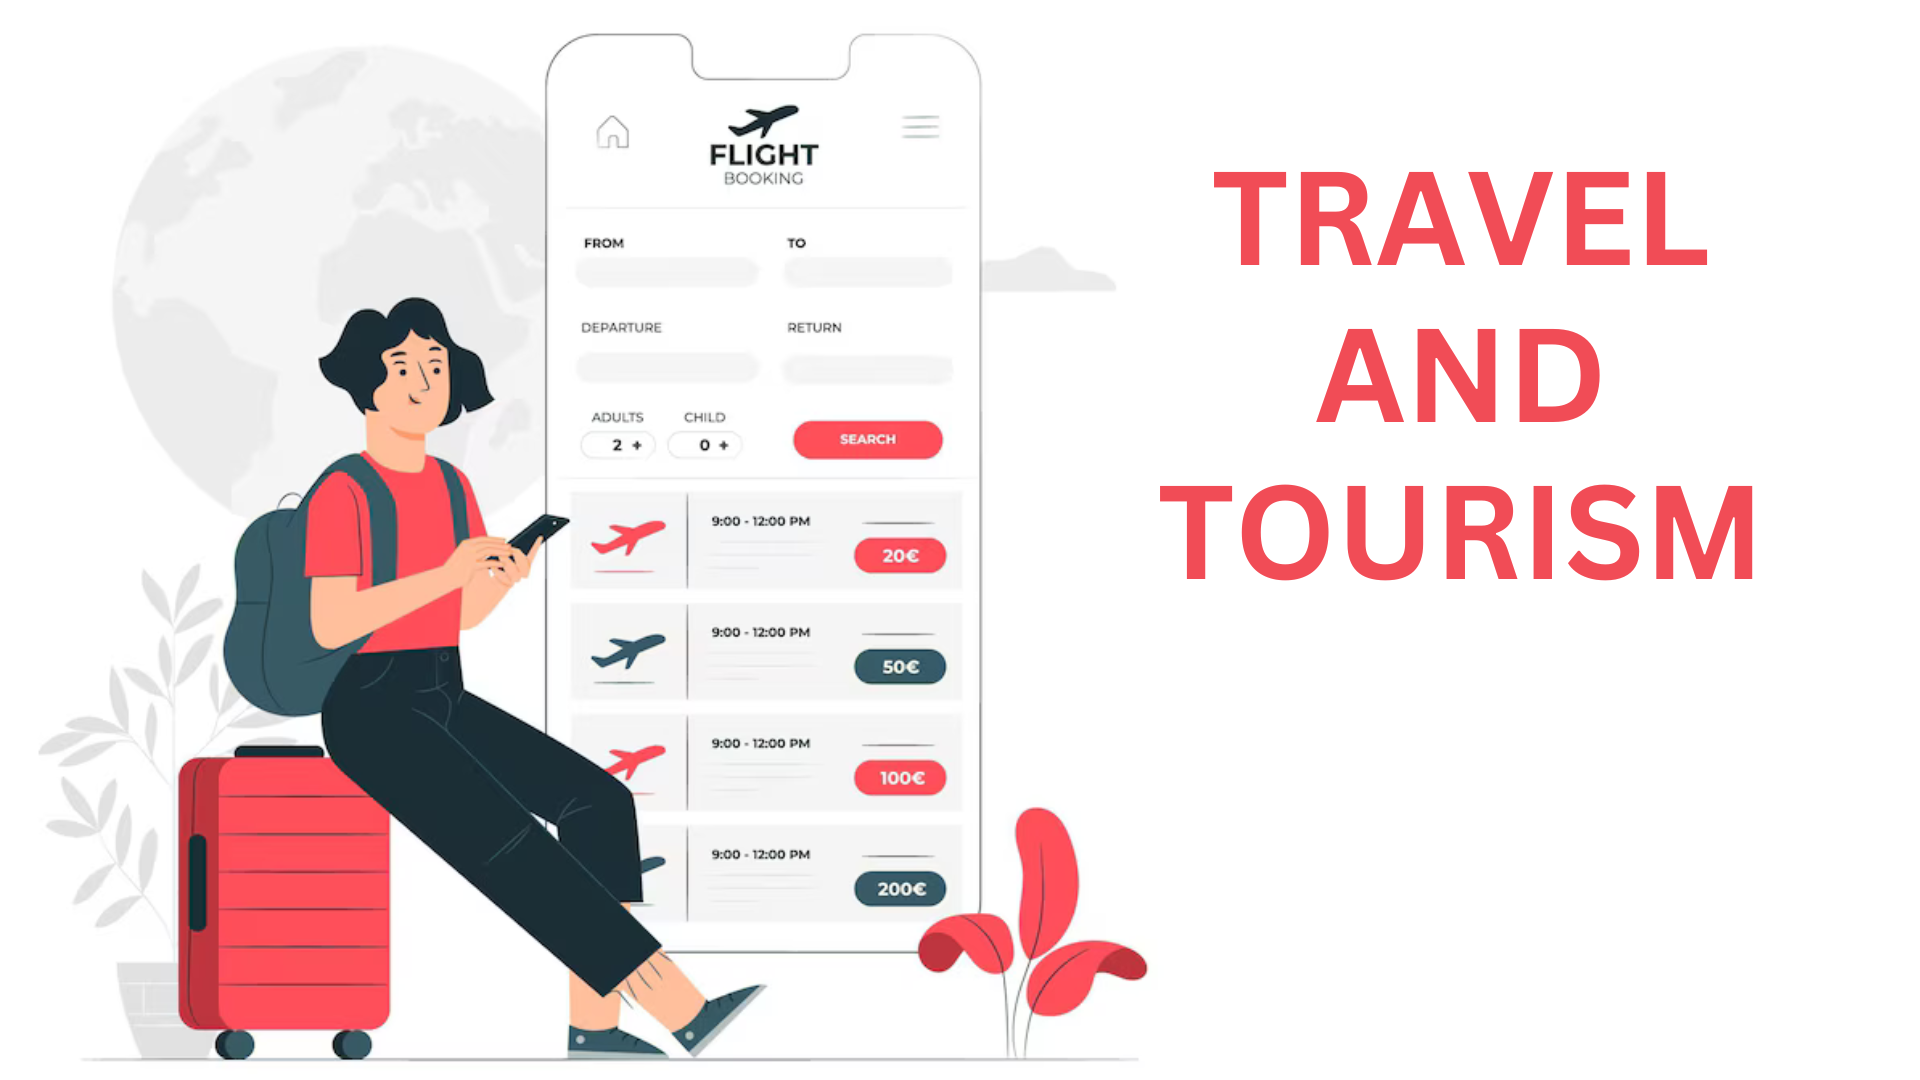 FLIGHT
BOOKING
FROM TO
DEPARTURE RETURN
ADULTS CHILD
2 + 0 + SEARCH
9:00 - 12:00 PM
20€
9:00 - 12:00 PM
50€
9:00 - 12:00 PM
100€
9:00 - 12:00 PM
200€
TRAVEL
AND
TOURISM